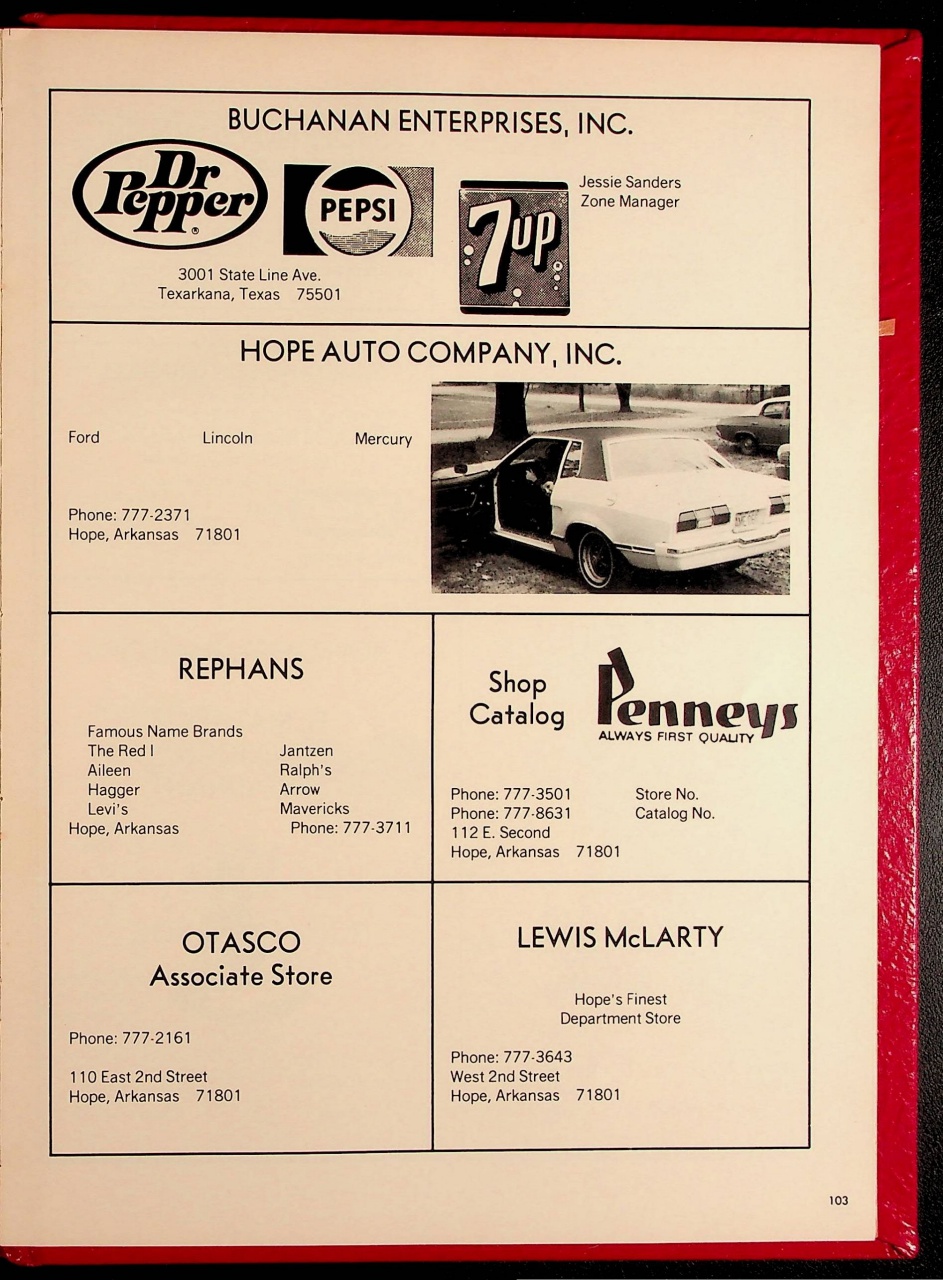 BUCHANAN ENTERPRISES, INC.
Dr
Pepper®
PEPSI
7up
Jessie Sanders
Zone Manager
3001 State Line Ave.
Texarkana, Texas 75501
HOPE AUTO COMPANY, INC.
Ford Lincoln Mercury
Phone: 777-2371
Hope, Arkansas 71801
REPHANS
Famous Name Brands
The Red I Jantzen
Aileen Ralph's
Hagger Arrow
Levi's Mavericks
Hope, Arkansas Phone: 777-3711
Shop
Catalog
Penneys
ALWAYS FIRST QUALITY
Phone: 777-3501 Store No.
Phone: 777-8631 Catalog No.
112 E. Second
Hope, Arkansas 71801
OTASCO
Associate Store
Phone: 777-2161
110 East 2nd Street
Hope, Arkansas 71801
LEWIS McLARTY
Hope's Finest
Department Store
Phone: 777-3643
West 2nd Street
Hope, Arkansas 71801
103